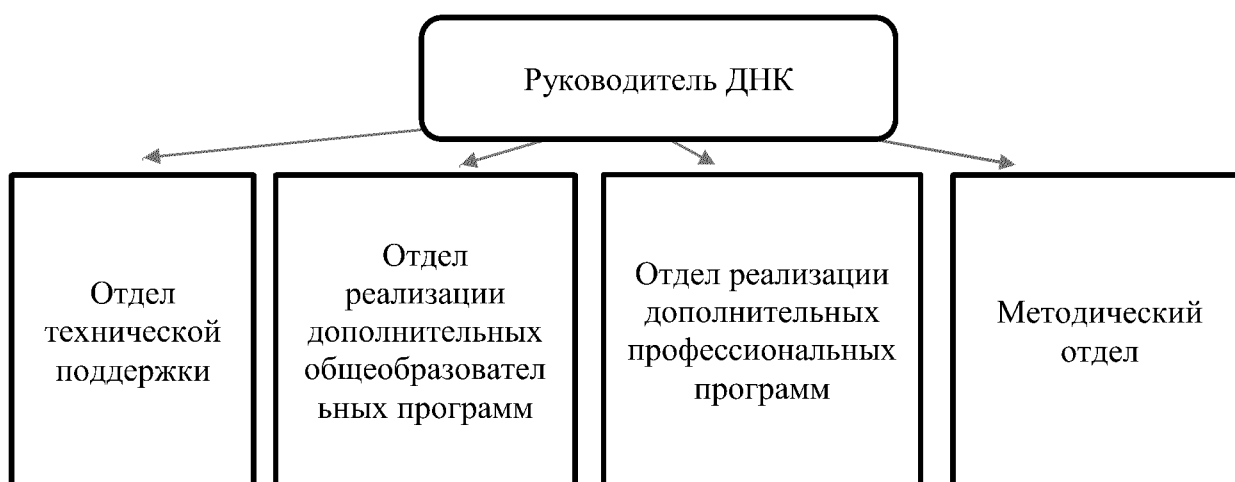 Руководитель ДНК
Отдел
технической
поддержки
Отдел
реализации
дополнительных
общеобразовател
ьных программ
Отдел реализации
дополнительных
профессиональных
программ
Методический
отдел